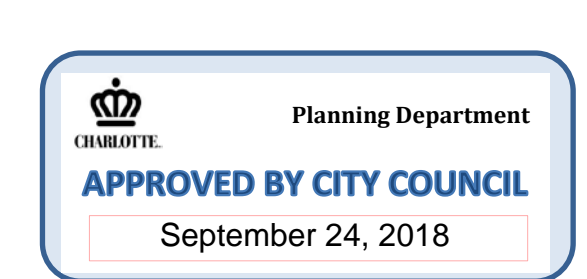 Planning Department
CHARLOTTE.
APPROVED BY CITY COUNCIL
September 24, 2018